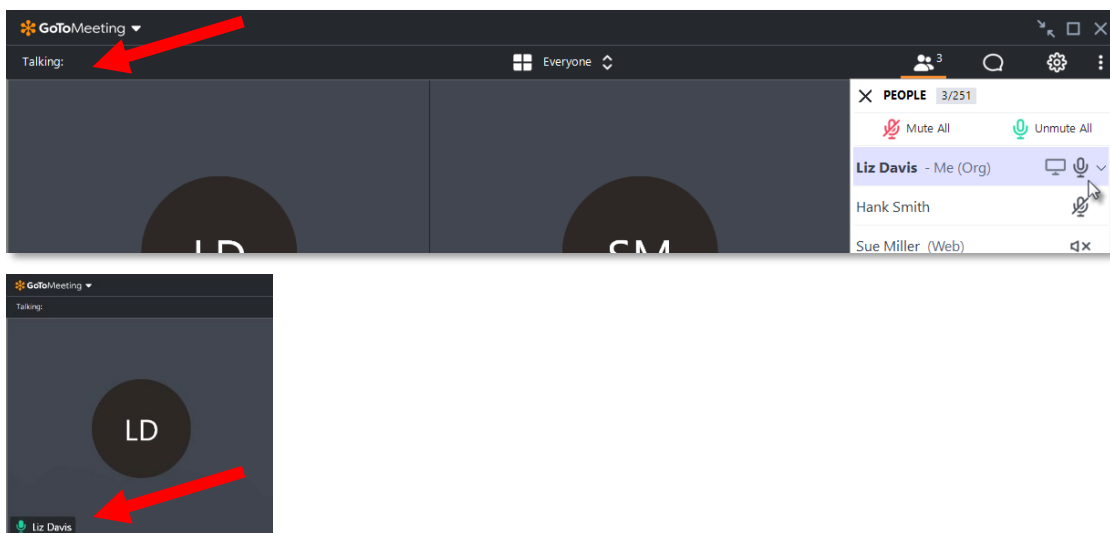 GoToMeeting
Talking: Everyone 3
PEOPLE 3/251
Mute All Unmute All
Liz Davis - Me (Org)
LD SM Hank Smith
Sue Miller (Web)
GoToMeeting
Talking:
LD
Liz Davis